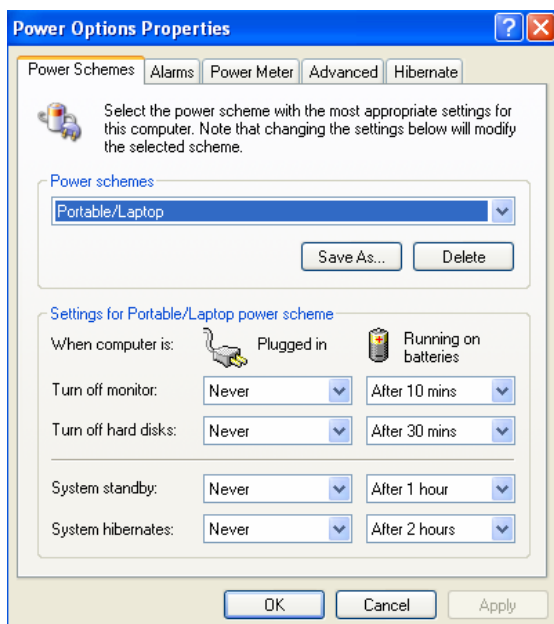 Power Options Properties
Power Schemes Alarms Power Meter Advanced Hibernate
Select the power scheme with the most appropriate settings for
this computer. Note that changing the settings below will modify
the selected scheme.
Power schemes
Portable/Laptop
Save As... Delete
Settings for Portable/Laptop power scheme
When computer is: Plugged in Running on
batteries
Turn off monitor: Never After 10 mins
Turn off hard disks: Never After 30 mins
System standby: Never After 1 hour
System hibernates: Never After 2 hours
OK Cancel Apply